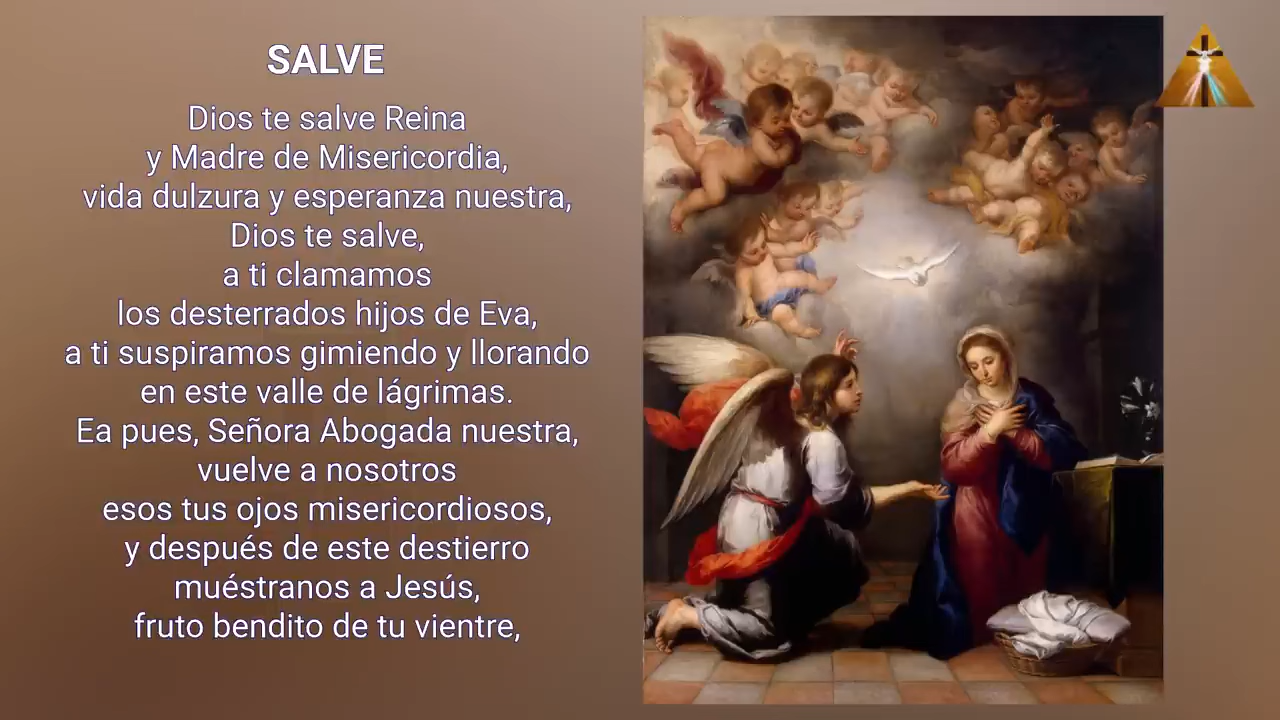 SALVE
Dios te salve Reina
y Madre de Misericordia,
vida dulzura y esperanza nuestra,
Dios te salve,
a ti clamamos
los desterrados hijos de Eva,
a ti suspiramos gimiendo y llorando
en este valle de lágrimas.
Ea pues, Señora Abogada nuestra,
vuelve a nosotros
esos tus ojos misericordiosos,
y después de este destierro
muéstranos a Jesús,
fruto bendito de tu vientre,